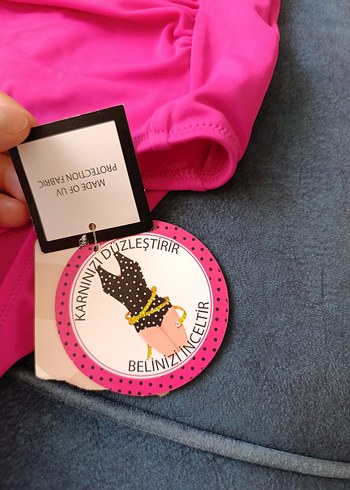 MADE OF UV
PROTECTION FABRIC
KARNINIZI DÜZLEŞTİRİR
BELİNİZİ İNCELTİR